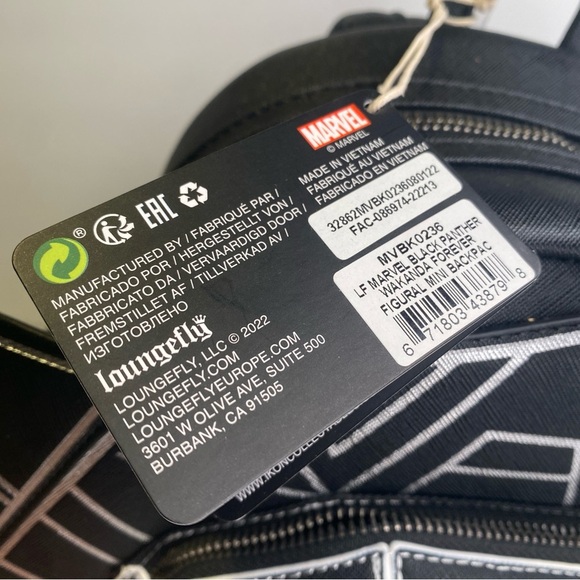 MARVEL
© MARVEL
MADE IN VIETNAM
FABRIQUÉ AU VIETNAM
FABRICADO EN VIETNAM
32862MVBK0236080122
FAC-086974-22213
MVBK0236
LF MARVEL BLACK PANTHER
WAKANDA FOREVER
FIGURAL MINI BACKPAC
6 71803 43879 8
®
EAC
MANUFACTURED BY / FABRIQUÉ PAR /
FABRICADO POR / HERGESTELLT VON /
FABBRICATO DA / VERVAARDIGD DOOR /
FREMSTILLET AF / TILLVERKAD AV /
ИЗГОТОВЛЕНО
loungefly
LOUNGEFLY, LLC © 2022
LOUNGEFLY.COM
LOUNGEFLYEUROPE.COM
3601 W OLIVE AVE, SUITE 500
BURBANK, CA 91505